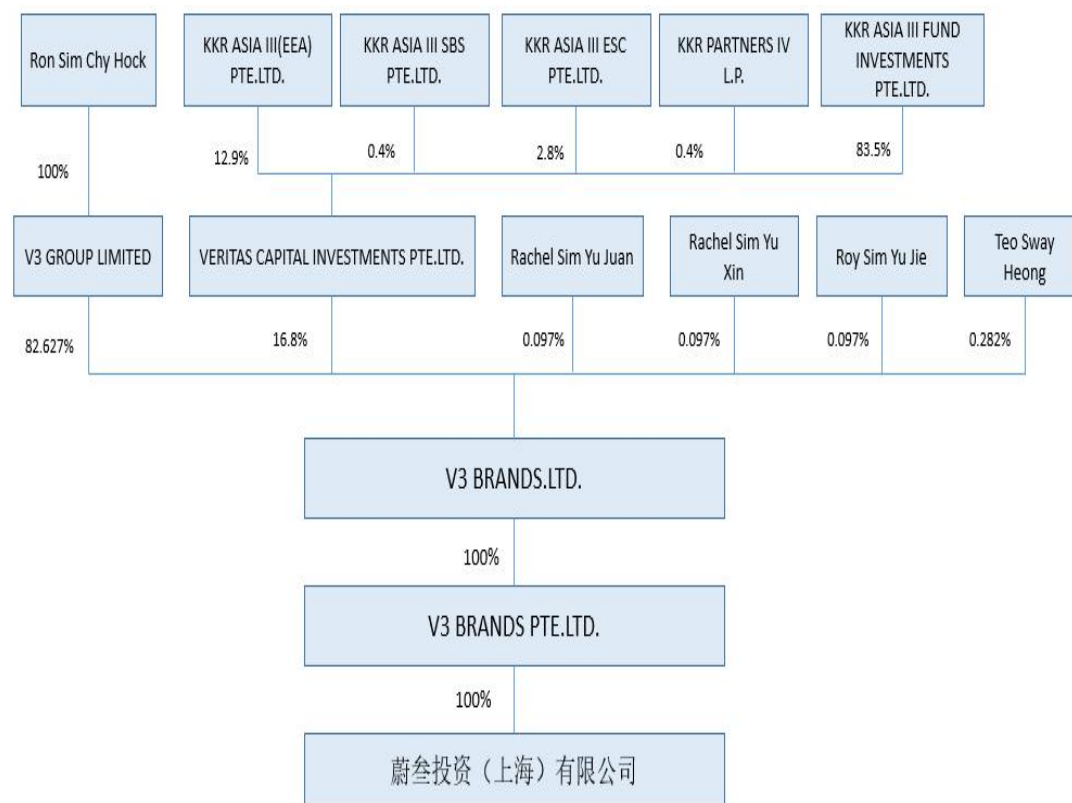 Ron Sim Chy Hock
KKR ASIA III(EEA)
PTE.LTD.
KKR ASIA III SBS
PTE.LTD.
KKR ASIA III ESC
PTE.LTD.
KKR PARTNERS IV
L.P.
KKR ASIA III FUND
INVESTMENTS
PTE.LTD.
100%
12.9%
0.4%
2.8%
0.4%
83.5%
V3 GROUP LIMITED
VERITAS CAPITAL INVESTMENTS PTE.LTD.
Rachel Sim Yu Juan
Rachel Sim Yu
Xin
Roy Sim Yu Jie
Teo Sway
Heong
82.627%
16.8%
0.097%
0.097%
0.097%
0.282%
V3 BRANDS.LTD.
100%
V3 BRANDS PTE.LTD.
100%
蔚叁投资（上海）有限公司